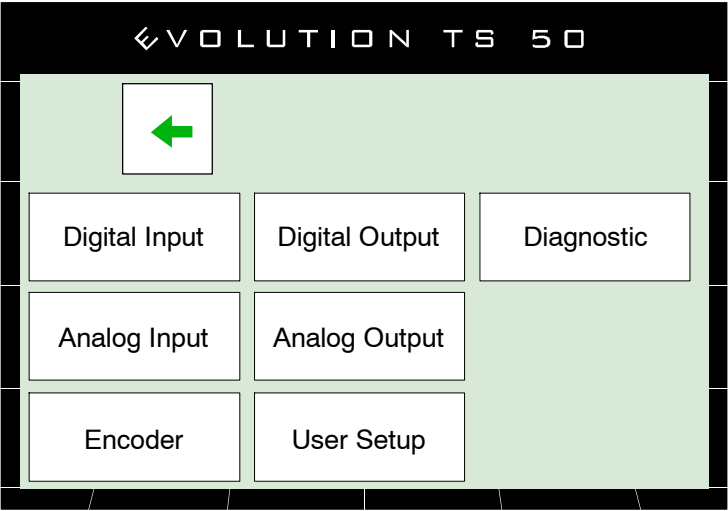 EVOLUTION TS 50
Digital Input
Digital Output
Diagnostic
Analog Input
Analog Output
Encoder
User Setup